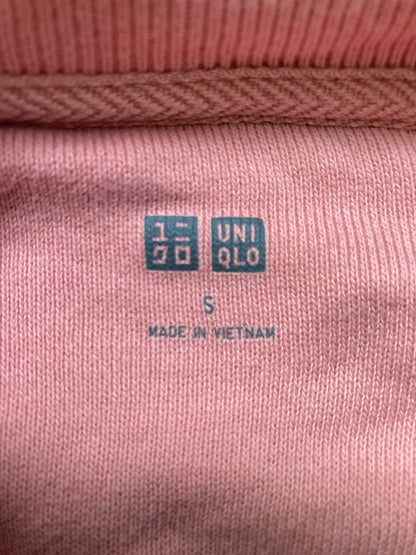 ユニ UNI
クロ QLO
S
MADE IN VIETNAM